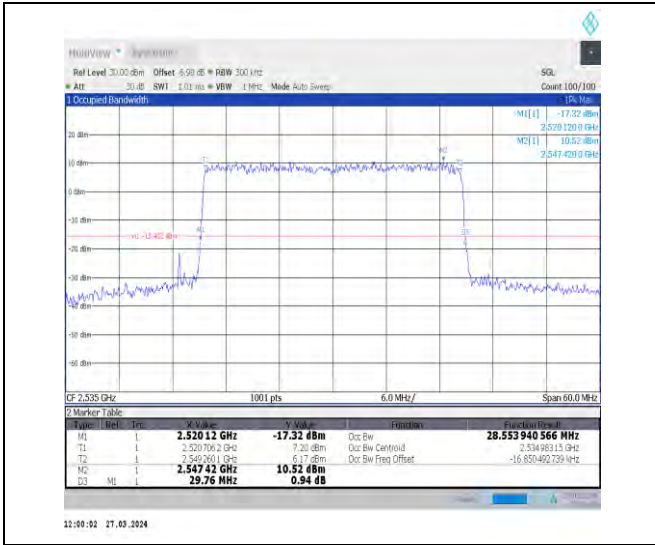 MultiView
Ref Level 30.00 dBm Offset 6.90 dB RBW 300 kHz SGL
Att 30 dB SWT 1.01 ms VBW 1 MHz Mode Auto Sweep Count 100/100
1 Occupied Bandwidth 1Pk Max
M1[1] -17.32 dBm
2.520120 0 GHz
M2[1] 10.52 dBm
2.547420 0 GHz
20 dBm
M2
10 dBm
0 dBm
-10 dBm
M1
-20 dBm
-30 dBm
-40 dBm
-50 dBm
-60 dBm
CF 2.535 GHz 1001 pts 6.0 MHz/ Span 60.0 MHz
2 Marker Table
Type Ref Trc X-Value Y-Value Function Function Result
M1 1 2.520 12 GHz -17.32 dBm Occ Bw 28.553 940 566 MHz
T1 1 2.520 706 2 GHz 7.20 dBm Occ Bw Centroid 2.534 983 15 GHz
T2 1 2.549 260 1 GHz 6.17 dBm Occ Bw Freq Offset -16.850 492 739 kHz
M2 1 2.547 42 GHz 10.52 dBm
D3 M1 1 29.76 MHz 0.94 dB
12:00:02 27.03.2024